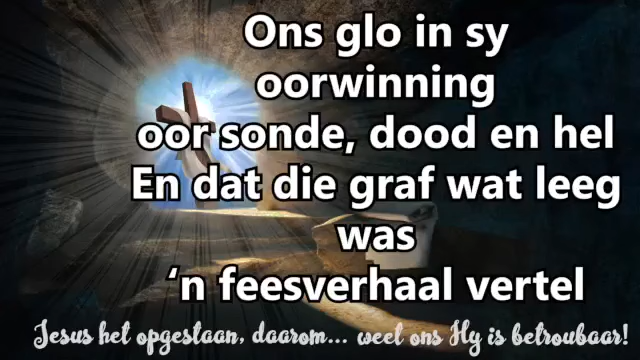 Ons glo in sy
oorwinning
oor sonde, dood en hel
En dat die graf wat leeg
was
‘n feesverhaal vertel
Jesus het opgestaan, daarom... weet ons Hy is betroubaar!